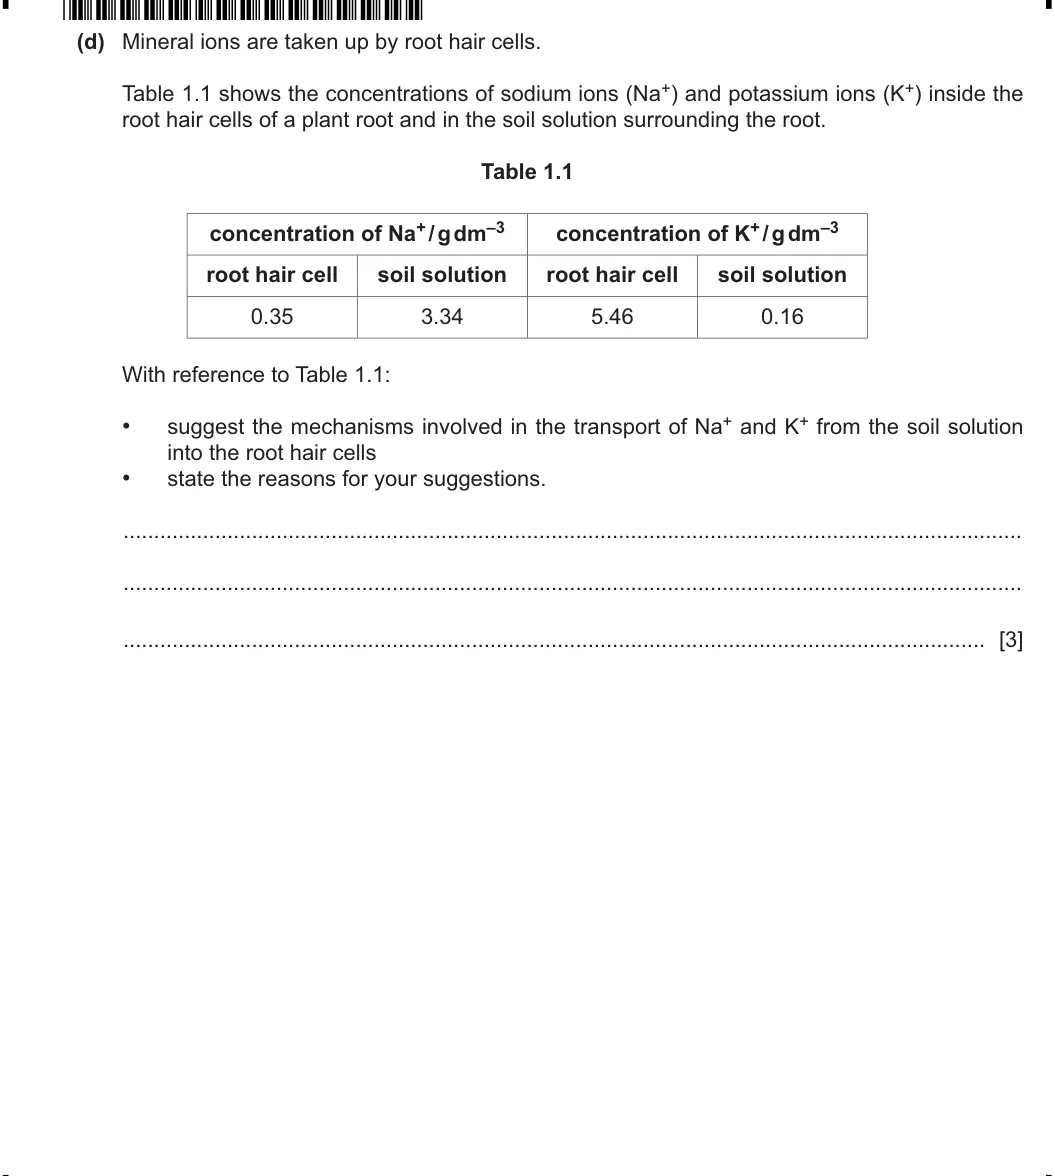 (d) Mineral ions are taken up by root hair cells.
Table 1.1 shows the concentrations of sodium ions (Na⁺) and potassium ions (K⁺) inside the
root hair cells of a plant root and in the soil solution surrounding the root.
Table 1.1
concentration of Na⁺/g dm⁻³ concentration of K⁺/g dm⁻³
root hair cell soil solution root hair cell soil solution
0.35 3.34 5.46 0.16
With reference to Table 1.1:
• suggest the mechanisms involved in the transport of Na⁺ and K⁺ from the soil solution
into the root hair cells
• state the reasons for your suggestions.
[3]